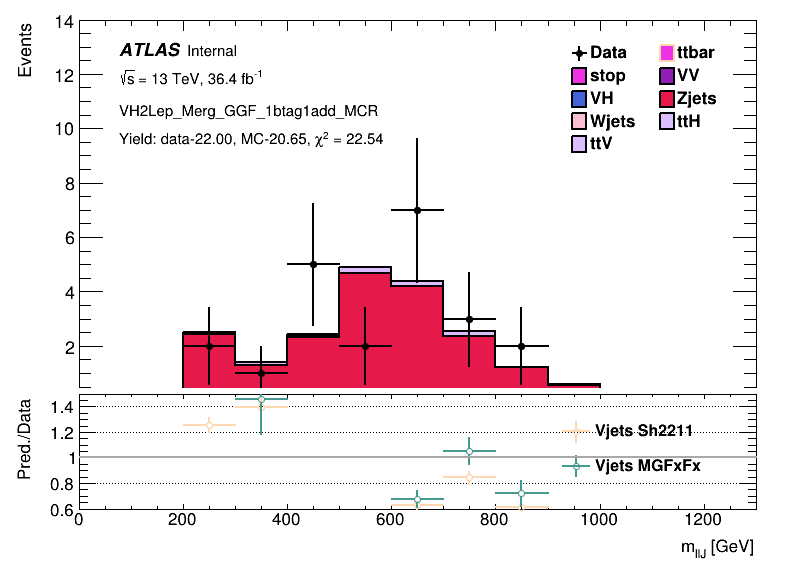 Events
14
12
10
8
6
4
2
ATLAS Internal
√s = 13 TeV, 36.4 fb⁻¹
VH2Lep_Merg_GGF_1btag1add_MCR
Yield: data-22.00, MC-20.65, χ² = 22.54
Data
ttbar
stop
VV
VH
Zjets
Wjets
ttH
ttV
Pred./Data
1.4
1.2
1
0.8
0.6
Vjets Sh2211
Vjets MGFxFx
0 200 400 600 800 1000 1200
m_llJ [GeV]